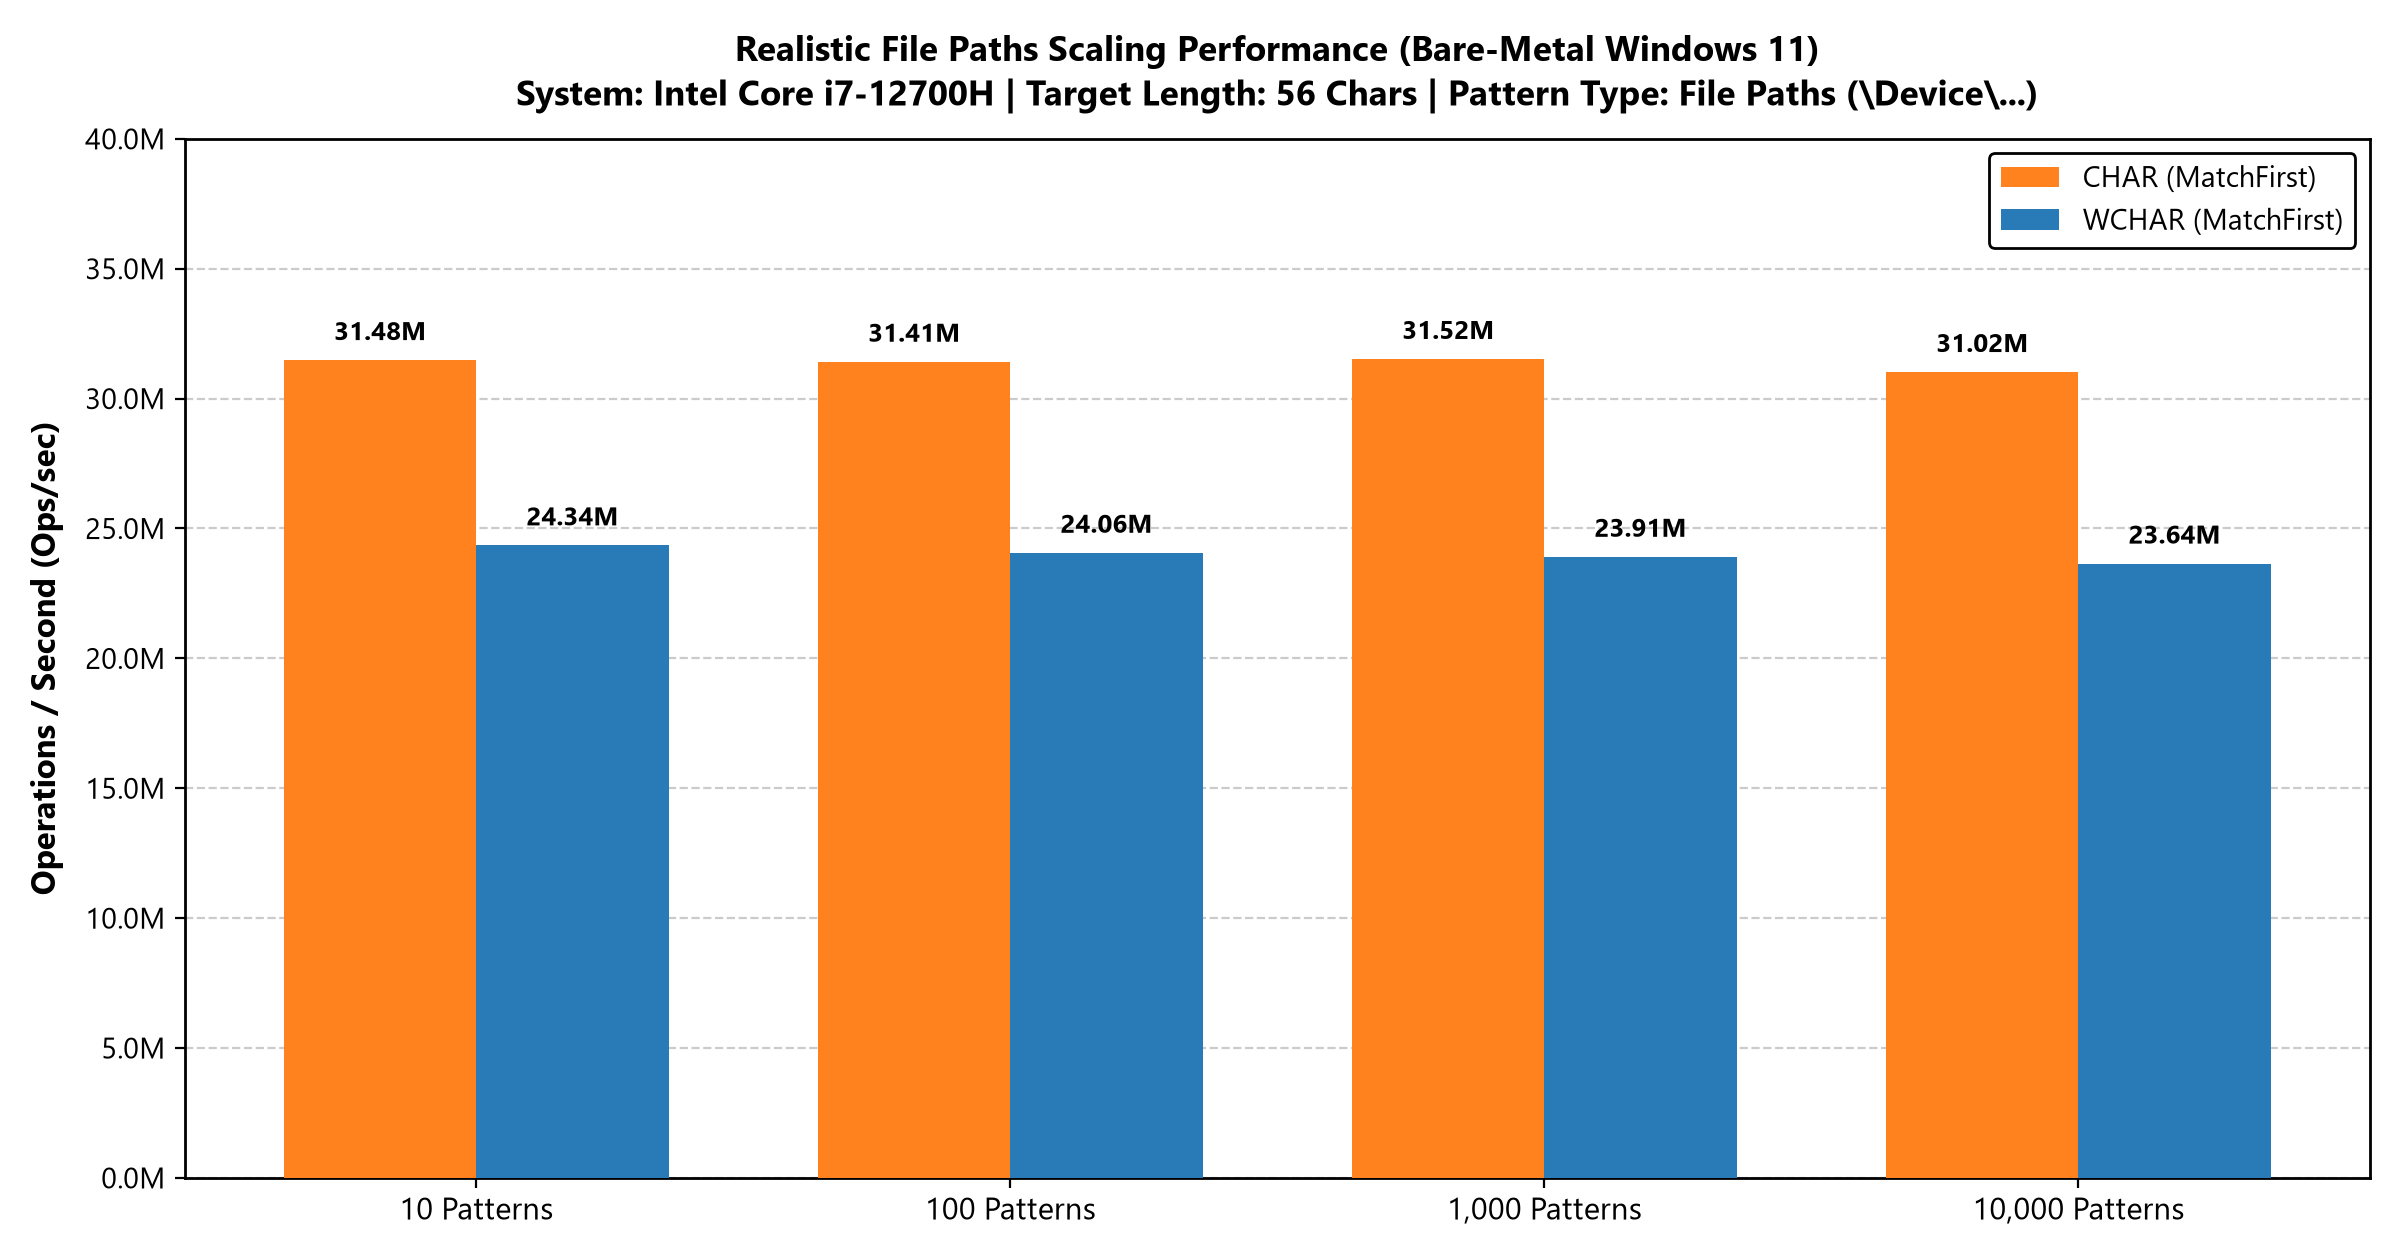 Realistic File Paths Scaling Performance (Bare-Metal Windows 11)
System: Intel Core i7-12700H | Target Length: 56 Chars | Pattern Type: File Paths (\Device\...)
40.0M
35.0M
30.0M
25.0M
20.0M
15.0M
10.0M
5.0M
0.0M
Operations / Second (Ops/sec)
CHAR (MatchFirst)
WCHAR (MatchFirst)
31.48M
24.34M
31.41M
24.06M
31.52M
23.91M
31.02M
23.64M
10 Patterns
100 Patterns
1,000 Patterns
10,000 Patterns